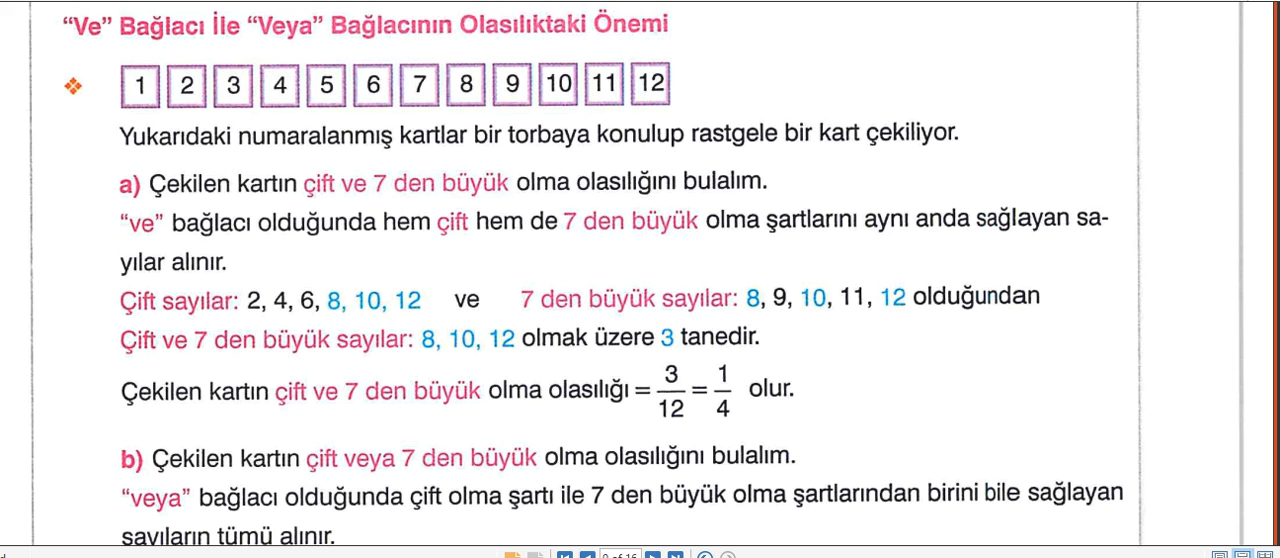 “Ve” Bağlacı İle “Veya” Bağlacının Olasılıktaki Önemi
1 2 3 4 5 6 7 8 9 10 11 12
Yukarıdaki numaralanmış kartlar bir torbaya konulup rastgele bir kart çekiliyor.
a) Çekilen kartın çift ve 7 den büyük olma olasılığını bulalım.
“ve” bağlacı olduğunda hem çift hem de 7 den büyük olma şartlarını aynı anda sağlayan sa-
yılar alınır.
Çift sayılar: 2, 4, 6, 8, 10, 12 ve 7 den büyük sayılar: 8, 9, 10, 11, 12 olduğundan
Çift ve 7 den büyük sayılar: 8, 10, 12 olmak üzere 3 tanedir.
Çekilen kartın çift ve 7 den büyük olma olasılığı = 3/12 = 1/4 olur.
b) Çekilen kartın çift veya 7 den büyük olma olasılığını bulalım.
“veya” bağlacı olduğunda çift olma şartı ile 7 den büyük olma şartlarından birini bile sağlayan
sayıların tümü alınır.